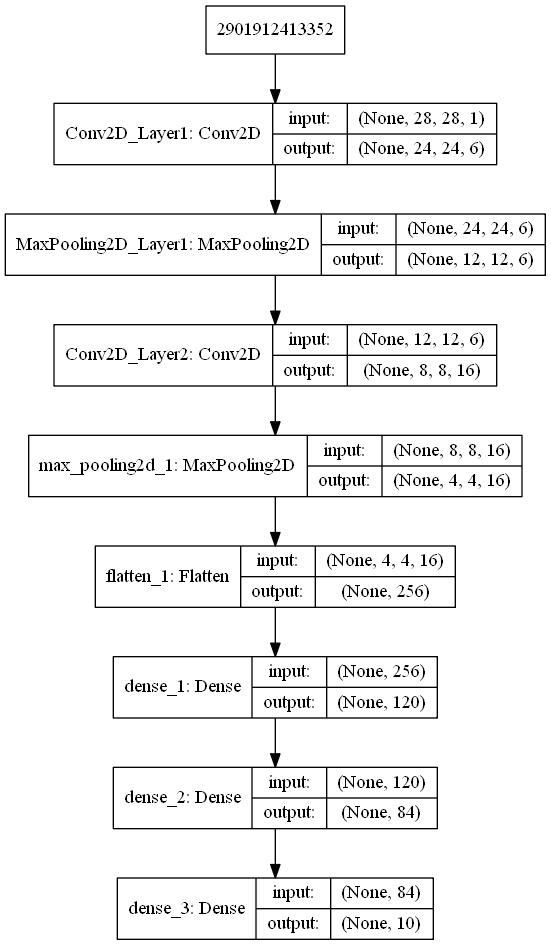 2901912413352
Conv2D_Layer1: Conv2D
input: (None, 28, 28, 1)
output: (None, 24, 24, 6)
MaxPooling2D_Layer1: MaxPooling2D
input: (None, 24, 24, 6)
output: (None, 12, 12, 6)
Conv2D_Layer2: Conv2D
input: (None, 12, 12, 6)
output: (None, 8, 8, 16)
max_pooling2d_1: MaxPooling2D
input: (None, 8, 8, 16)
output: (None, 4, 4, 16)
flatten_1: Flatten
input: (None, 4, 4, 16)
output: (None, 256)
dense_1: Dense
input: (None, 256)
output: (None, 120)
dense_2: Dense
input: (None, 120)
output: (None, 84)
dense_3: Dense
input: (None, 84)
output: (None, 10)